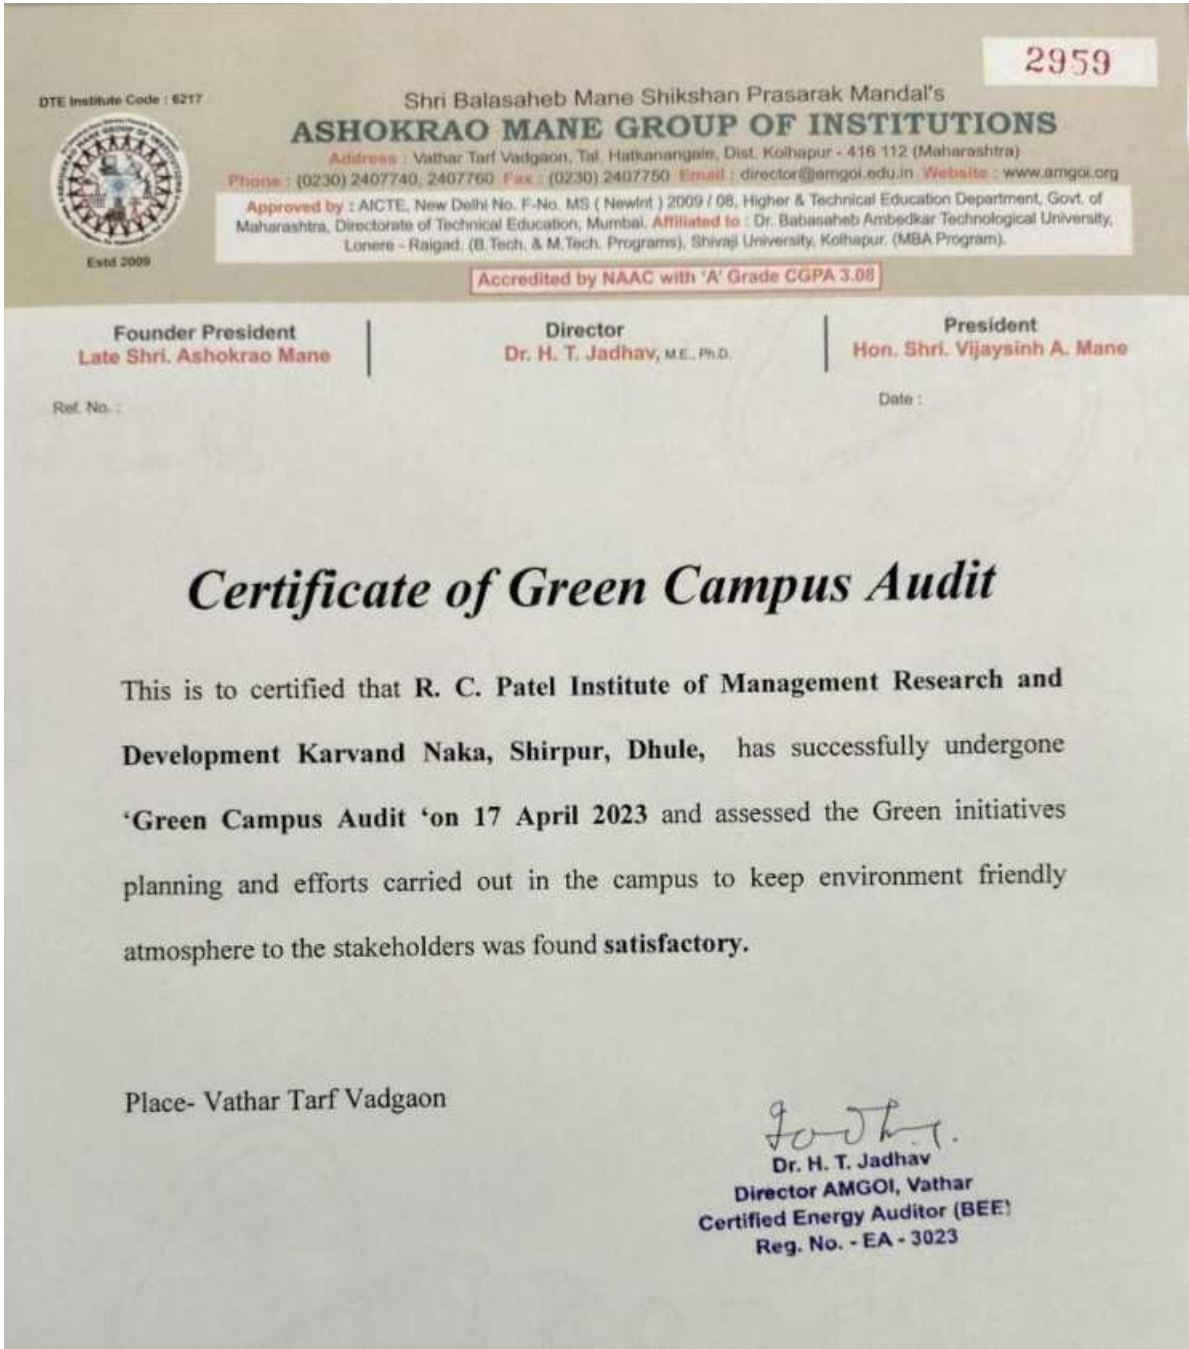 2959
DTE Institute Code : 6217
Shri Balasaheb Mane Shikshan Prasarak Mandal's
ASHOKRAO MANE GROUP OF INSTITUTIONS
Address : Vathar Tarf Vadgaon, Tal. Hatkanangale, Dist. Kolhapur - 416 112 (Maharashtra)
Phone : (0230) 2407740, 2407760 Fax : (0230) 2407750 Email : director@amgoi.edu.in Website : www.amgoi.org
Approved by : AICTE, New Delhi No. F-No. MS ( NewInt ) 2009 / 08, Higher & Technical Education Department, Govt. of
Maharashtra, Directorate of Technical Education, Mumbai. Affiliated to : Dr. Babasaheb Ambedkar Technological University,
Lonere - Raigad. (B.Tech. & M.Tech. Programs), Shivaji University, Kolhapur. (MBA Program).
Estd 2009
Accredited by NAAC with 'A' Grade CGPA 3.08
Founder President
Late Shri. Ashokrao Mane
Director
Dr. H. T. Jadhav, M.E., Ph.D.
President
Hon. Shri. Vijaysinh A. Mane
Ref. No. :
Date :
Certificate of Green Campus Audit
This is to certified that R. C. Patel Institute of Management Research and
Development Karvand Naka, Shirpur, Dhule, has successfully undergone
‘Green Campus Audit ‘on 17 April 2023 and assessed the Green initiatives
planning and efforts carried out in the campus to keep environment friendly
atmosphere to the stakeholders was found satisfactory.
Place- Vathar Tarf Vadgaon
Dr. H. T. Jadhav
Director AMGOI, Vathar
Certified Energy Auditor (BEE)
Reg. No. - EA - 3023